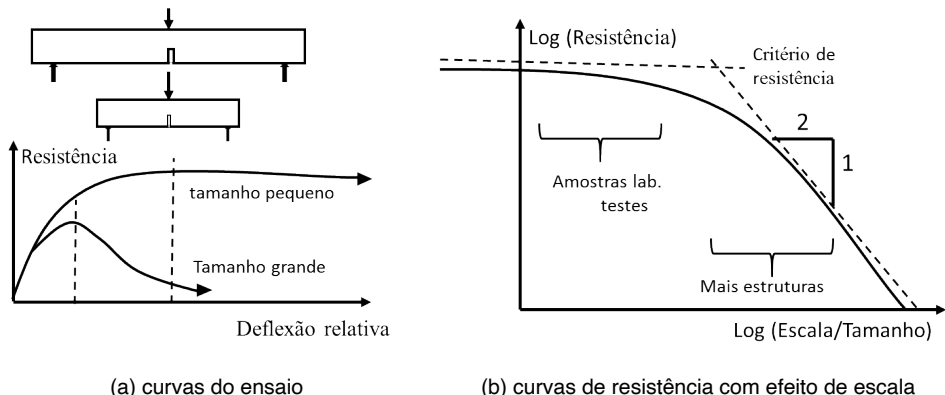 Resistência
tamanho pequeno
Tamanho grande
Deflexão relativa
(a) curvas do ensaio
Log (Resistência)
Critério de
resistência
2
1
Amostras lab.
testes
Mais estruturas
Log (Escala/Tamanho)
(b) curvas de resistência com efeito de escala